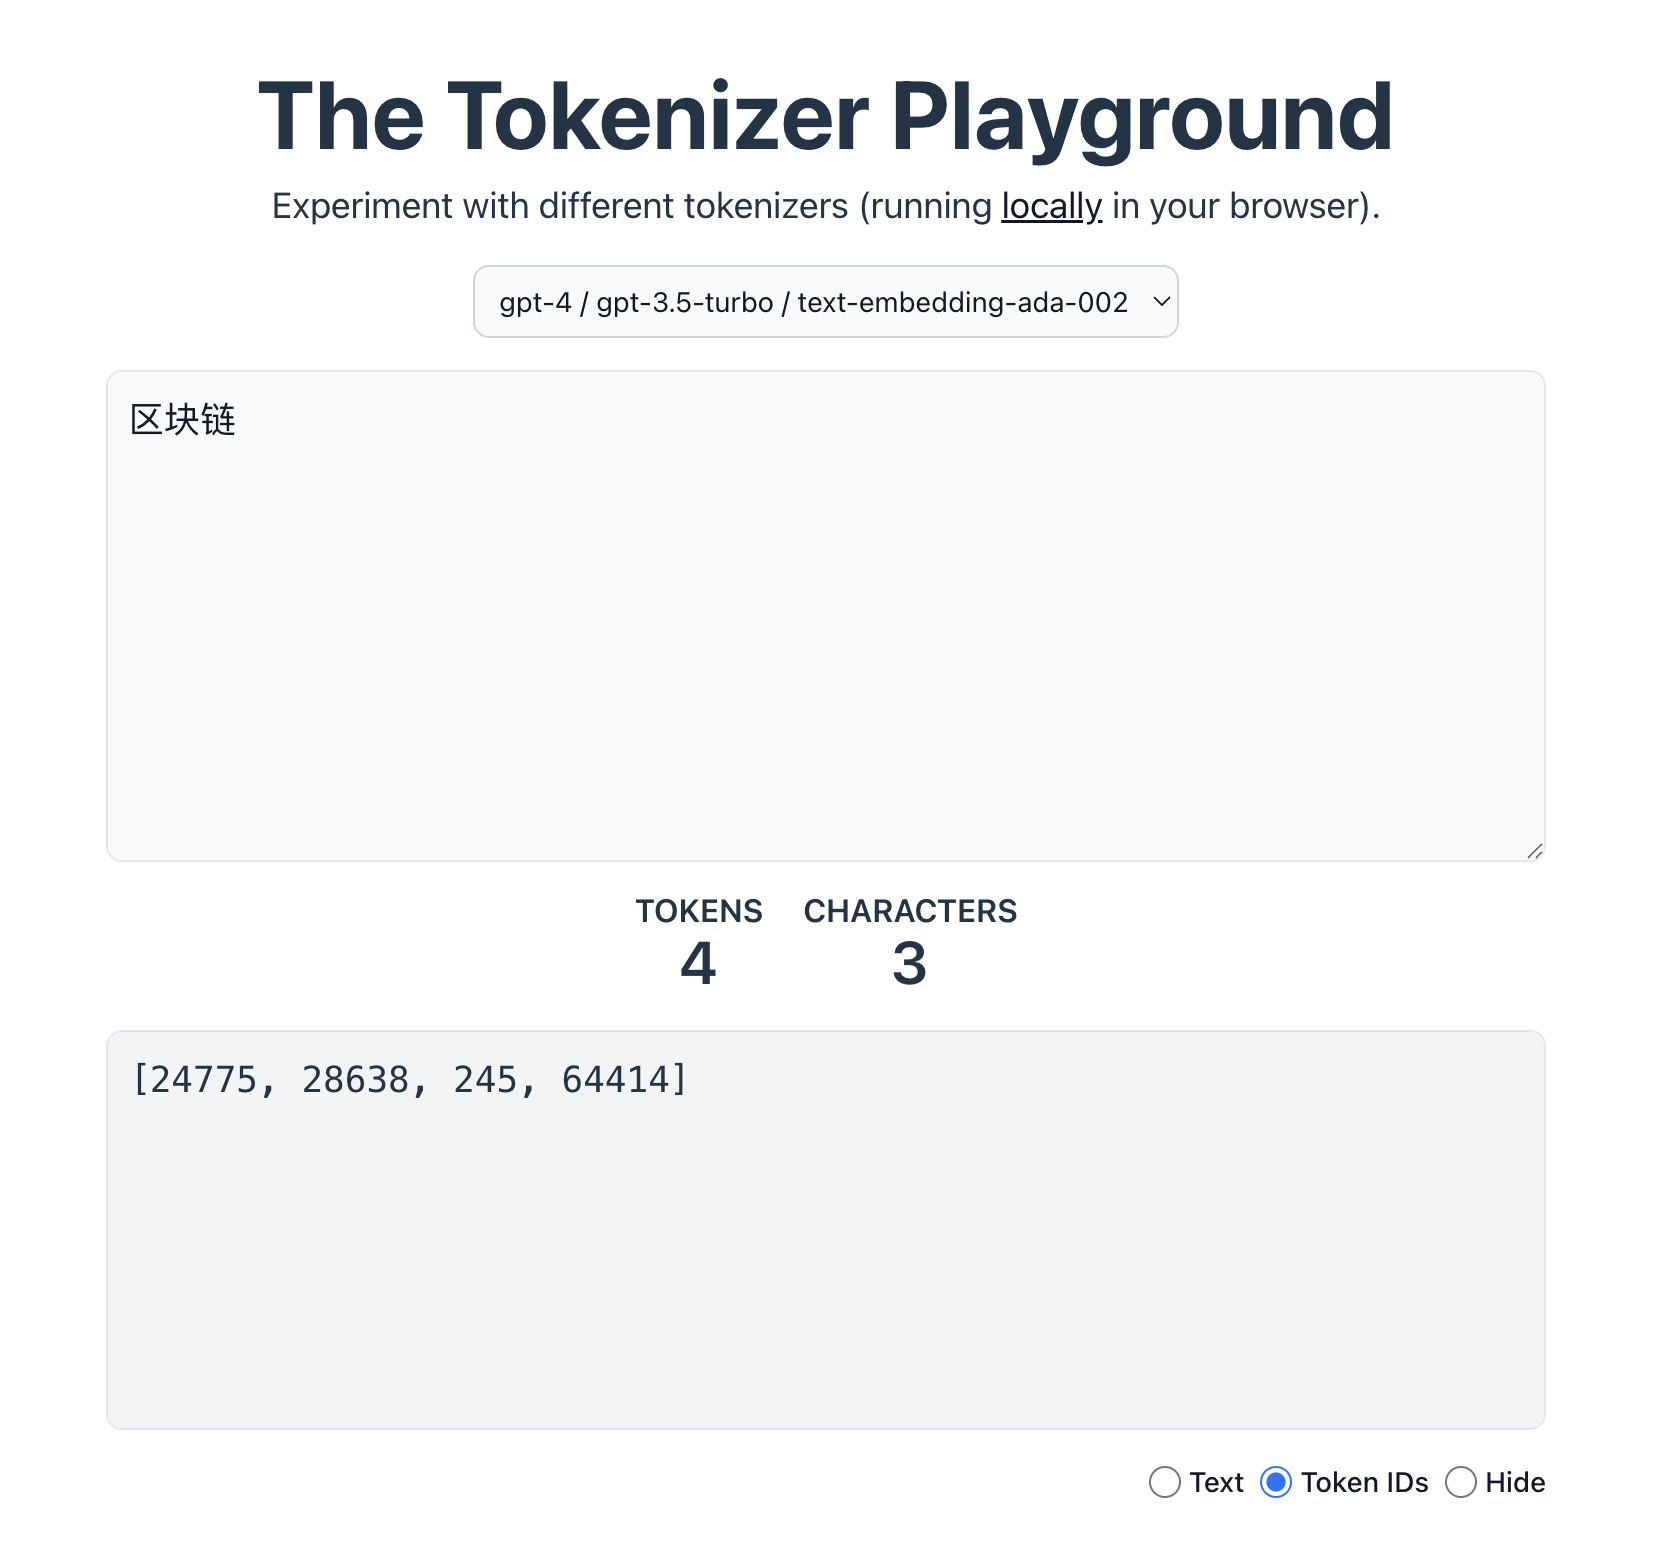 The Tokenizer Playground
Experiment with different tokenizers (running locally in your browser).
gpt-4 / gpt-3.5-turbo / text-embedding-ada-002
区块链
TOKENS CHARACTERS
4 3
[24775, 28638, 245, 64414]
Text Token IDs Hide